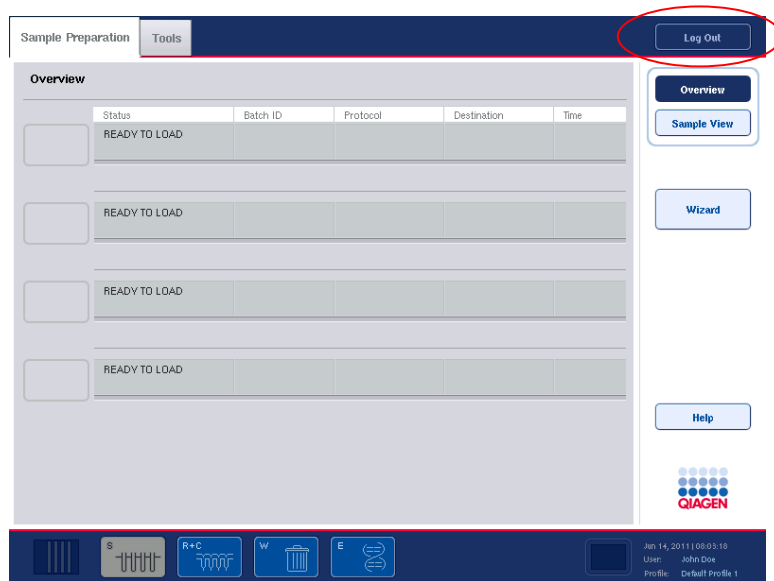 Sample Preparation Tools Log Out
Overview
Overview
Sample View
Status Batch ID Protocol Destination Time
READY TO LOAD
READY TO LOAD
Wizard
READY TO LOAD
READY TO LOAD
Help
QIAGEN
S R+C W E
Jun 14, 2011 | 08:03:18
User: John Doe
Profile: Default Profile 1